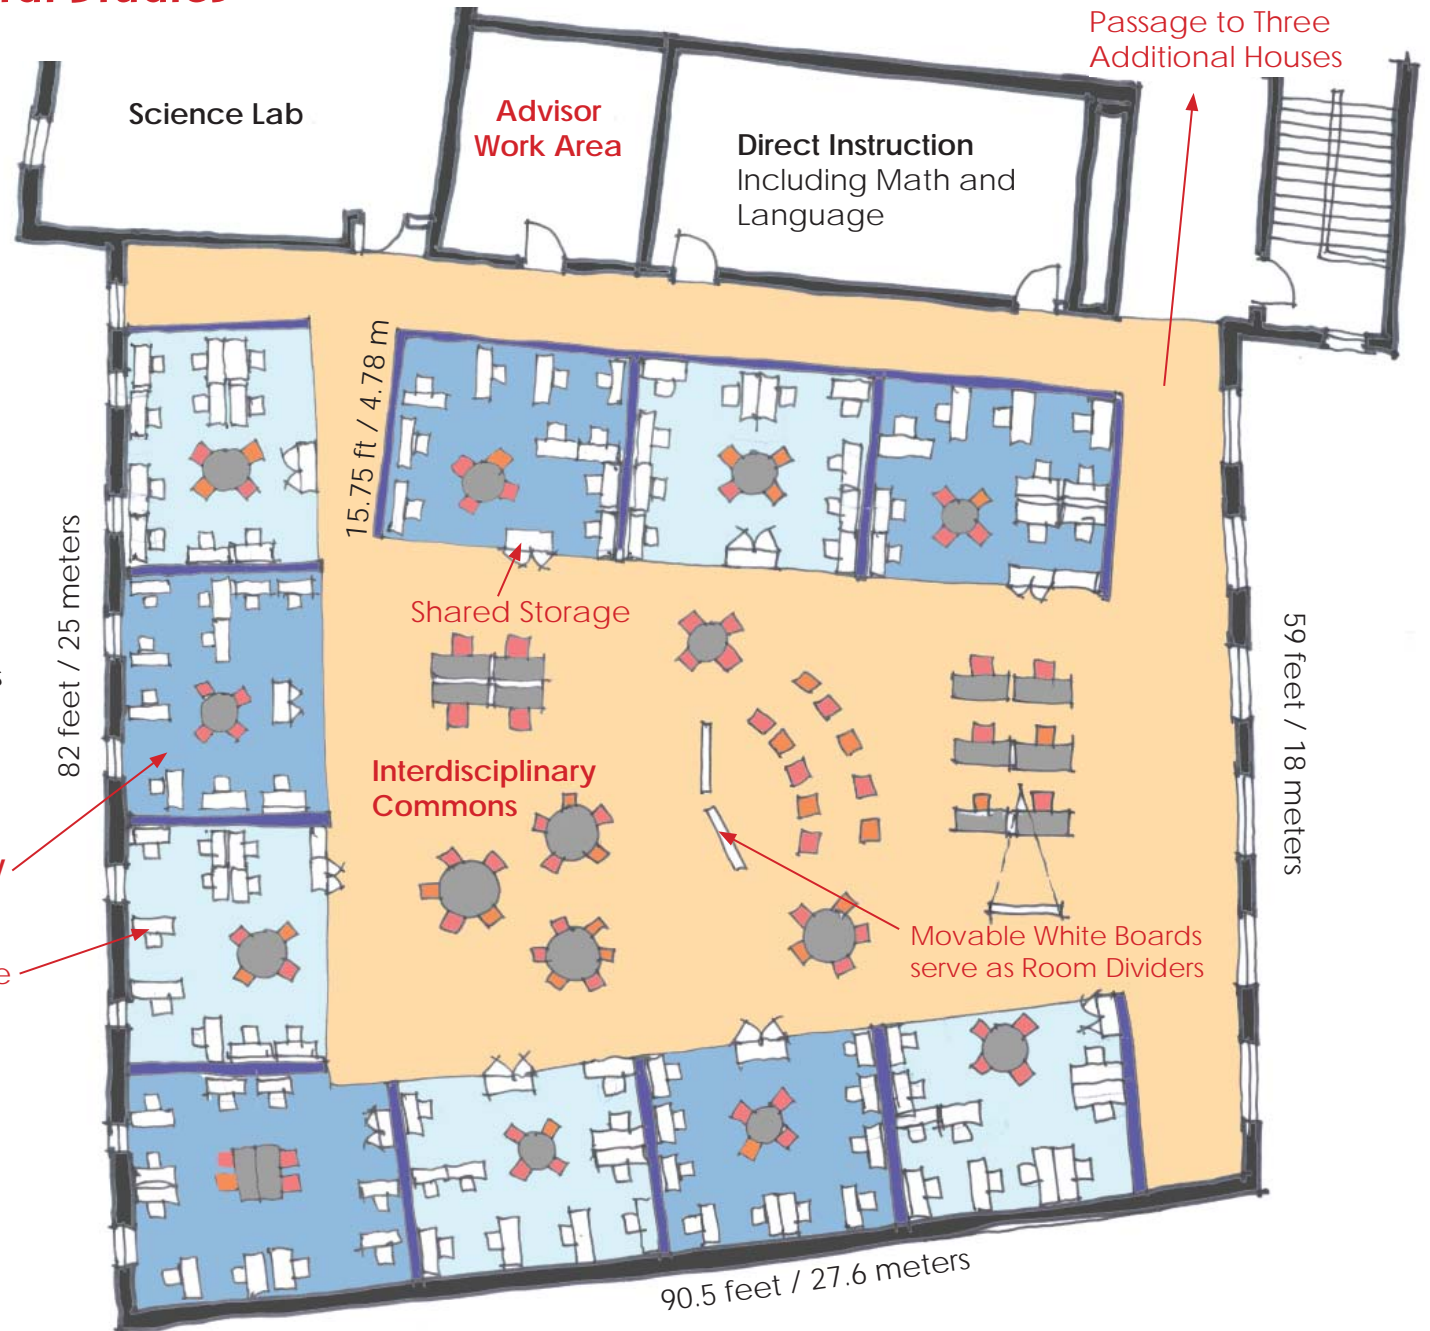 Studies
Passage to Three
Additional Houses
Science Lab
Advisor
Work Area
Direct Instruction
Including Math and
Language
15.75 ft / 4.78 m
82 feet / 25 meters
Shared Storage
59 feet / 18 meters
Interdisciplinary
Commons
Movable White Boards
serve as Room Dividers
90.5 feet / 27.6 meters